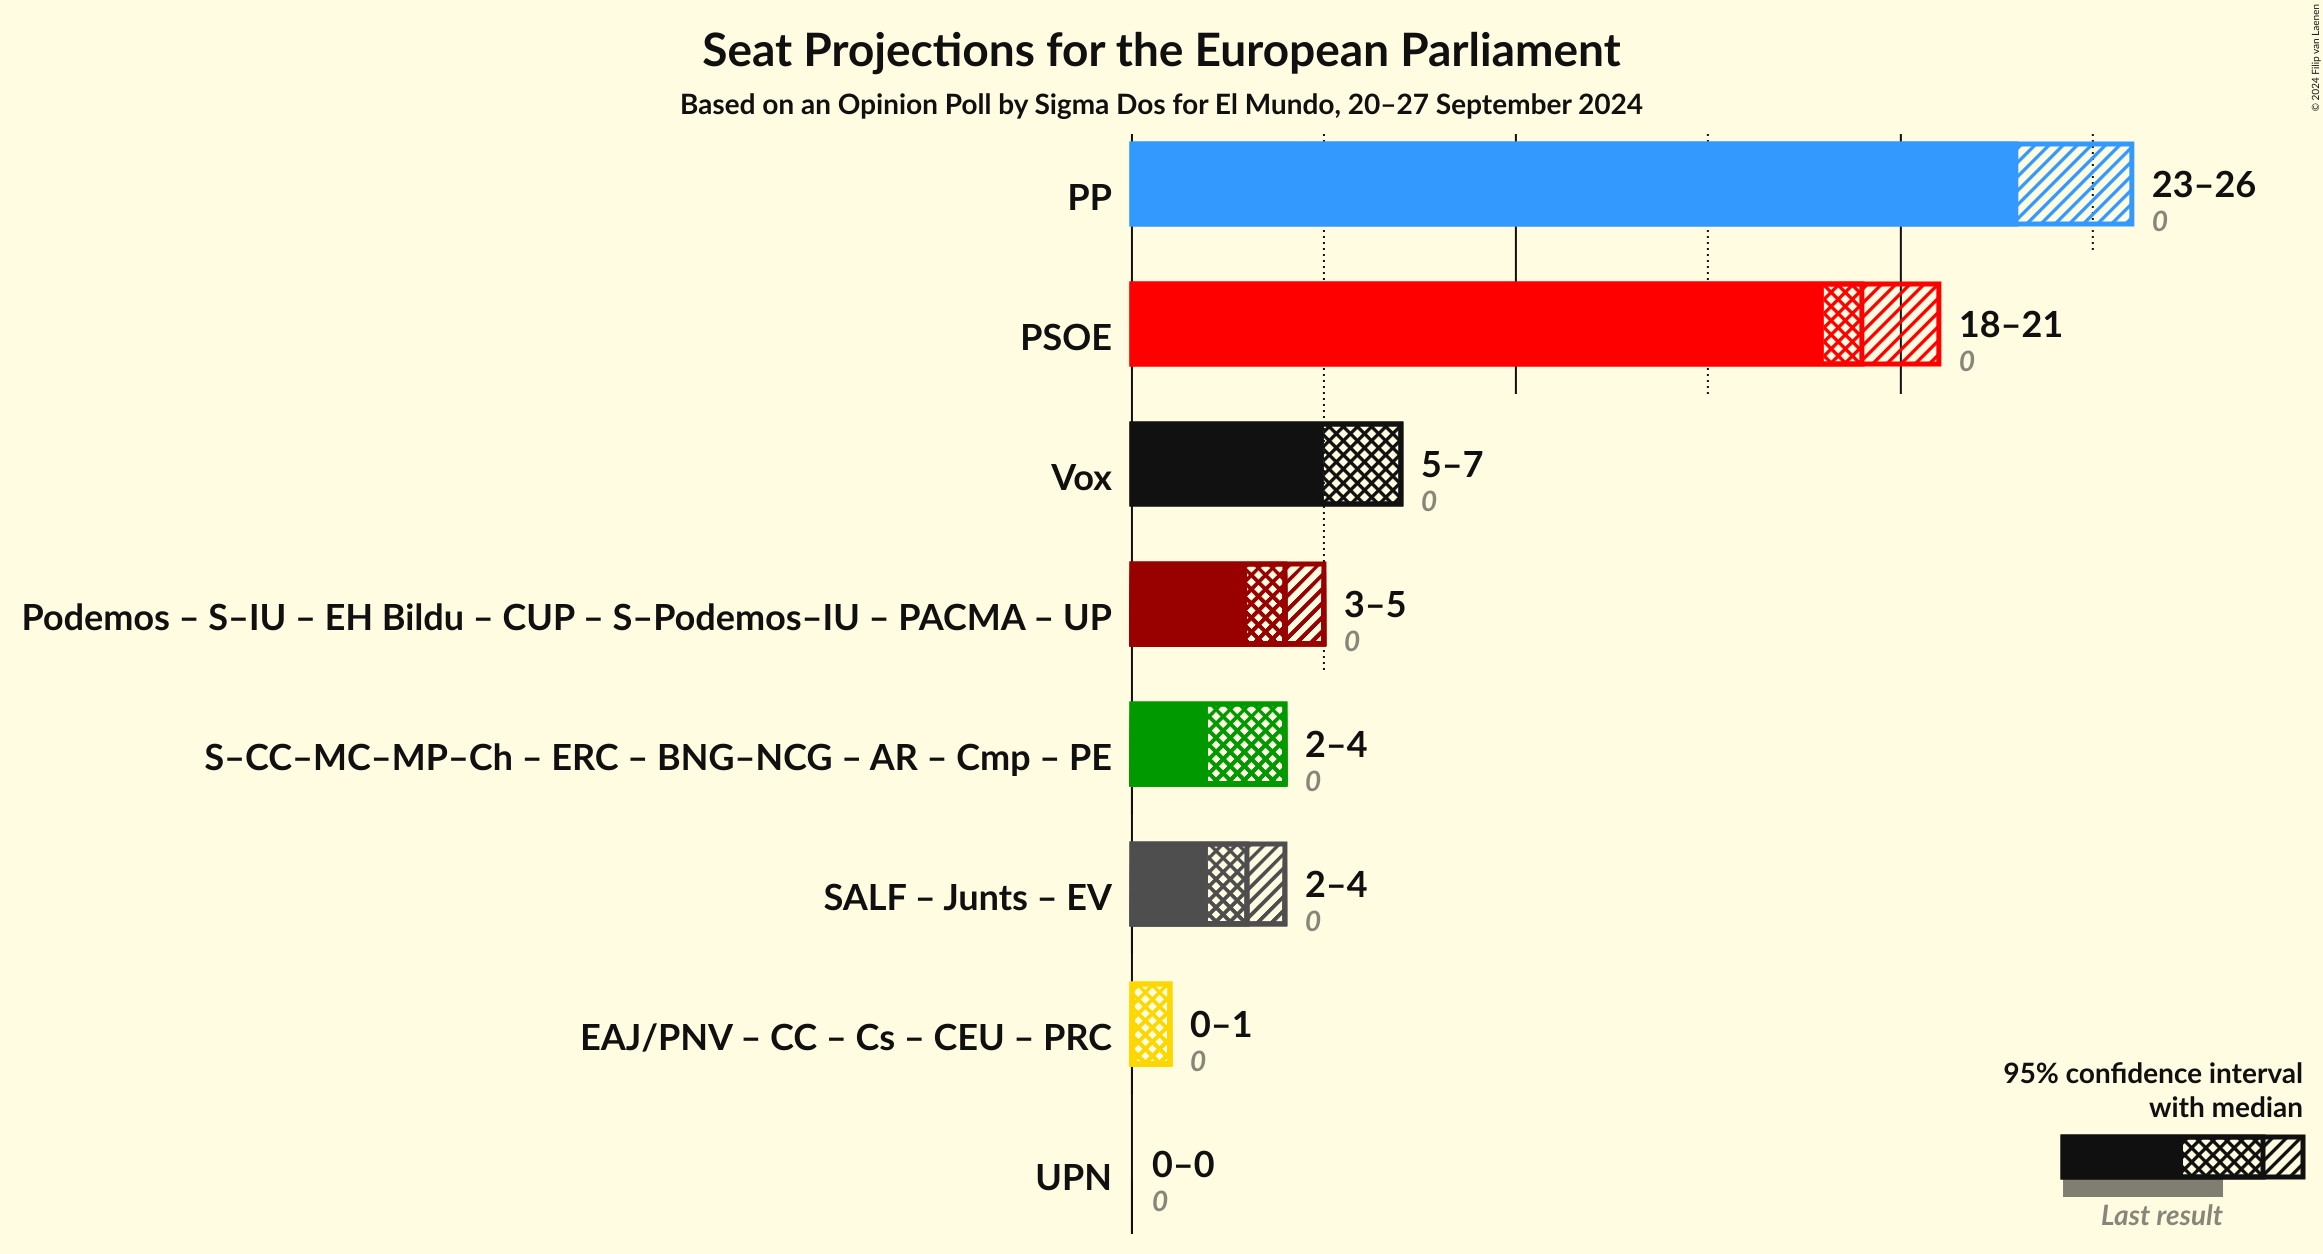 Seat Projections for the European Parliament
Based on an Opinion Poll by Sigma Dos for El Mundo, 20–27 September 2024
© 2024 Filip van Laenen
PP
23–26
0
PSOE
18–21
0
Vox
5–7
0
Podemos – S–IU – EH Bildu – CUP – S–Podemos–IU – PACMA – UP
3–5
0
S–CC–MC–MP–Ch – ERC – BNG–NCG – AR – Cmp – PE
2–4
0
SALF – Junts – EV
2–4
0
EAJ/PNV – CC – Cs – CEU – PRC
0–1
0
UPN
0–0
0
95% confidence interval
with median
Last result